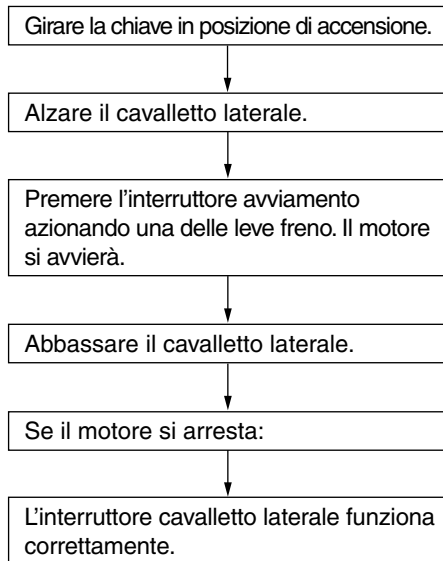 Girare la chiave in posizione di accensione.
Alzare il cavalletto laterale.
Premere l'interruttore avviamento
azionando una delle leve freno. Il motore
si avvierà.
Abbassare il cavalletto laterale.
Se il motore si arresta:
L'interruttore cavalletto laterale funziona
correttamente.